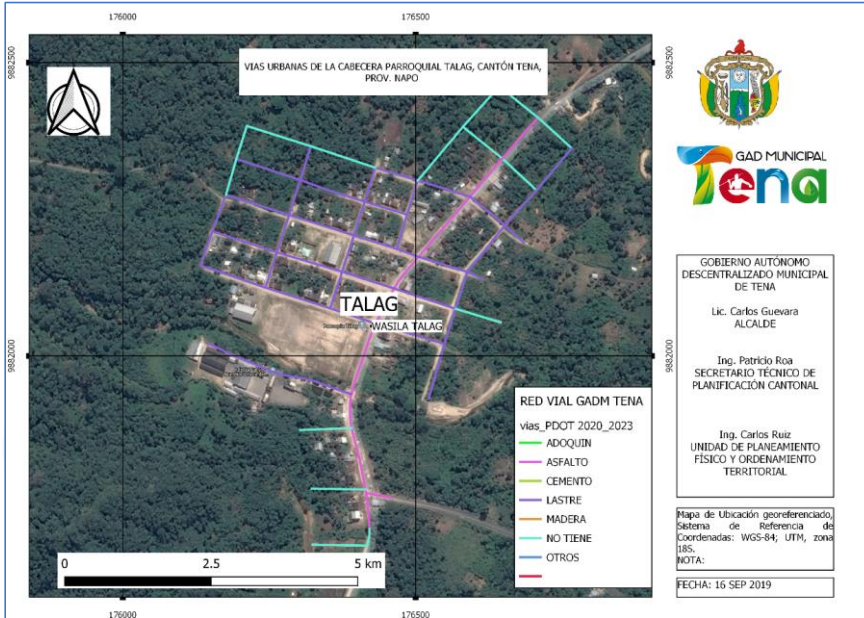 176000
176500
9882500
9882500
VIAS URBANAS DE LA CABECERA PARROQUIAL TALAG, CANTÓN TENA,
PROV. NAPO
GAD MUNICIPAL
Tena
GOBIERNO AUTÓNOMO
DESCENTRALIZADO MUNICIPAL
DE TENA
Lic. Carlos Guevara
ALCALDE
Ing. Patricio Roa
SECRETARIO TÉCNICO DE
PLANIFICACIÓN CANTONAL
Ing. Carlos Ruiz
UNIDAD DE PLANEAMIENTO
FÍSICO Y ORDENAMIENTO
TERRITORIAL
TALAG
WASILA TALAG
9882000
9882000
RED VIAL GADM TENA
vias_PDOT 2020_2023
ADOQUIN
ASFALTO
CEMENTO
LASTRE
MADERA
NO TIENE
OTROS
Mapa de Ubicación georeferenciado,
Sistema de Referencia de
Coordenadas: WGS-84; UTM, zona
18S.
NOTA:
FECHA: 16 SEP 2019
0 2.5 5 km
176000
176500